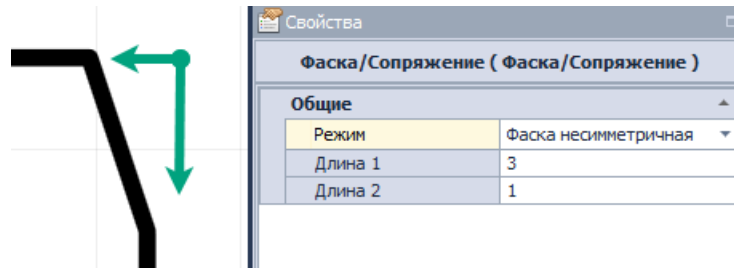 Свойства
Фаска/Сопряжение ( Фаска/Сопряжение )
Общие
Режим Фаска несимметричная
Длина 1 3
Длина 2 1